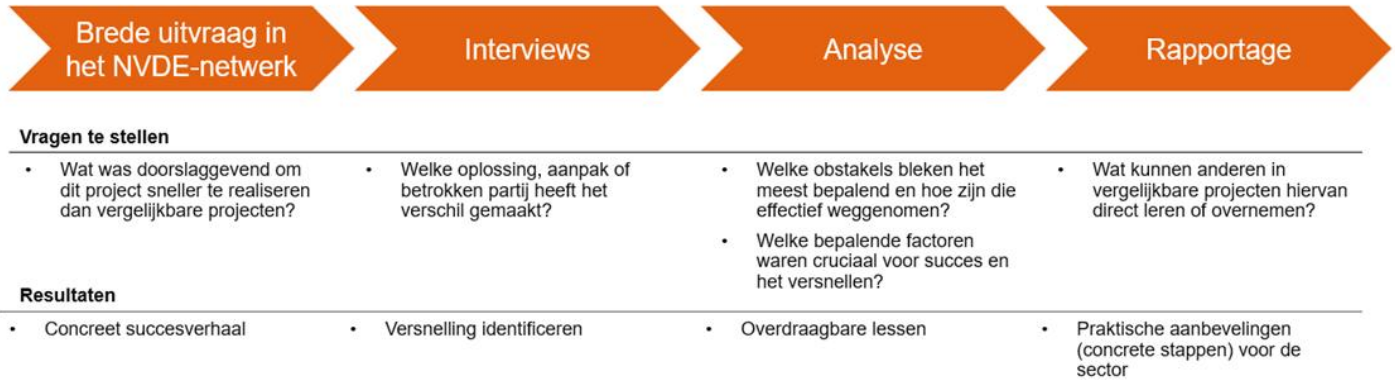 Brede uitvraag in
het NVDE-netwerk
Interviews
Analyse
Rapportage
Vragen te stellen
• Wat was doorslaggevend om
dit project sneller te realiseren
dan vergelijkbare projecten?
• Welke oplossing, aanpak of
betrokken partij heeft het
verschil gemaakt?
• Welke obstakels bleken het
meest bepalend en hoe zijn die
effectief weggenomen?
• Welke bepalende factoren
waren cruciaal voor succes en
het versnellen?
• Wat kunnen anderen in
vergelijkbare projecten hiervan
direct leren of overnemen?
Resultaten
• Concreet succesverhaal
• Versnelling identificeren
• Overdraagbare lessen
• Praktische aanbevelingen
(concrete stappen) voor de
sector